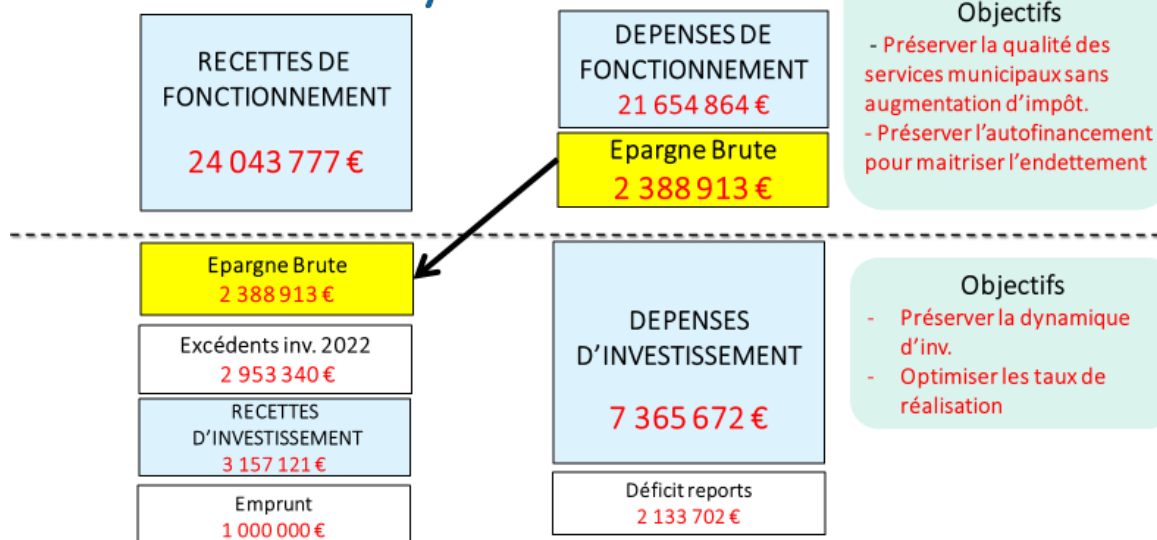 RECETTES DE
FONCTIONNEMENT
24 043 777 €
DEPENSES DE
FONCTIONNEMENT
21 654 864 €
Epargne Brute
2 388 913 €
Objectifs
- Préserver la qualité des
services municipaux sans
augmentation d’impôt.
- Préserver l’autofinancement
pour maitriser l’endettement
Epargne Brute
2 388 913 €
Excédents inv. 2022
2 953 340 €
RECETTES
D’INVESTISSEMENT
3 157 121 €
Emprunt
1 000 000 €
DEPENSES
D’INVESTISSEMENT
7 365 672 €
Déficit reports
2 133 702 €
Objectifs
- Préserver la dynamique
d’inv.
- Optimiser les taux de
réalisation